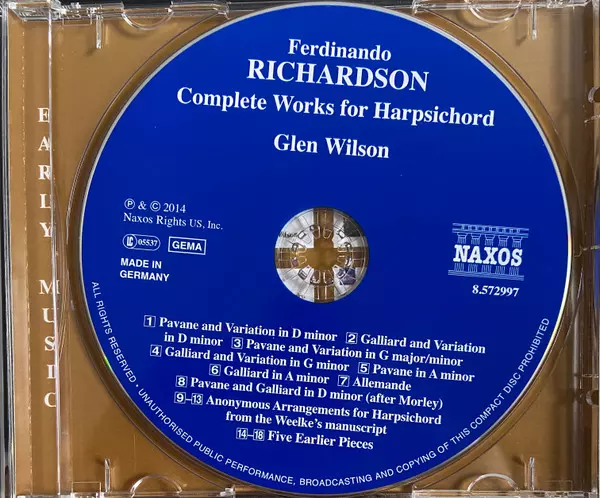 EARLY MUSIC
Ferdinando
RICHARDSON
Complete Works for Harpsichord
Glen Wilson
℗ & © 2014
Naxos Rights US, Inc.
LC 05537 GEMA
MADE IN
GERMANY
NAXOS
8.572997
1 Pavane and Variation in D minor 2 Galliard and Variation
in D minor 3 Pavane and Variation in G major/minor
4 Galliard and Variation in G minor 5 Pavane in A minor
6 Galliard in A minor 7 Allemande
8 Pavane and Galliard in D minor (after Morley)
9–13 Anonymous Arrangements for Harpsichord
from the Weelke's manuscript
14–18 Five Earlier Pieces
ALL RIGHTS RESERVED • UNAUTHORISED PUBLIC PERFORMANCE, BROADCASTING AND COPYING OF THIS COMPACT DISC PROHIBITED